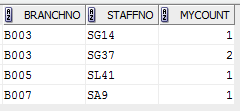 BRANCHNO STAFFNO MYCOUNT
B003 SG14 1
B003 SG37 2
B005 SL41 1
B007 SA9 1